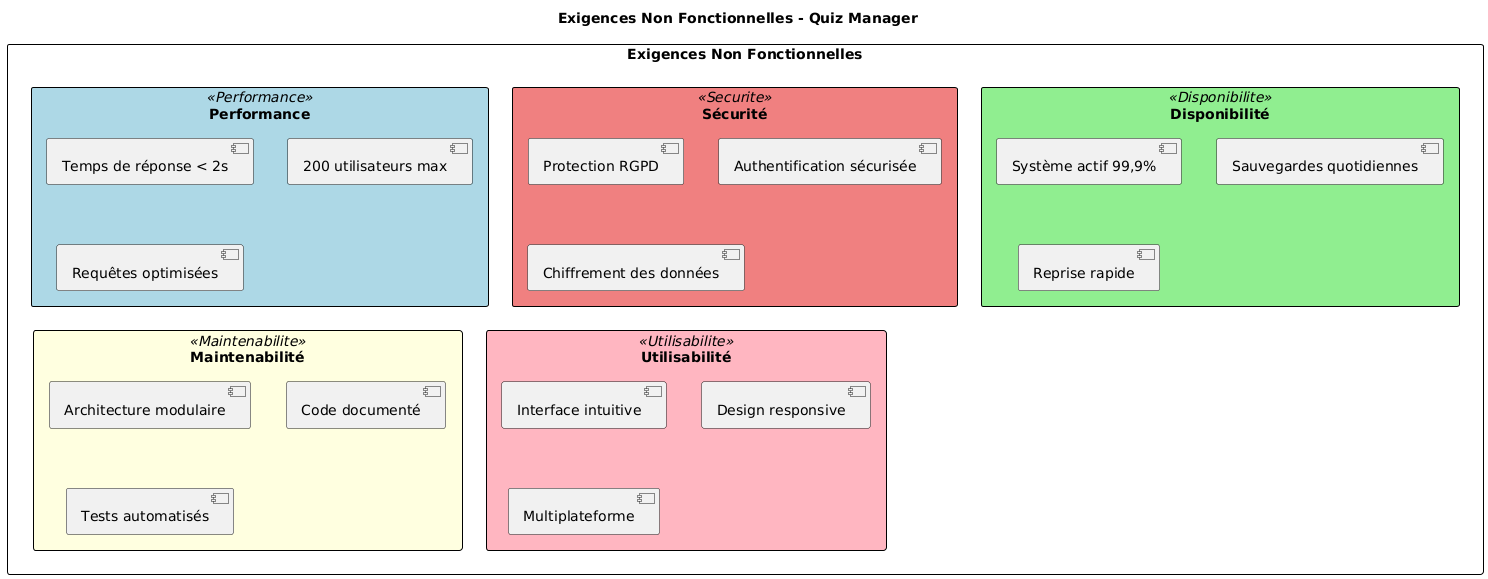 Exigences Non Fonctionnelles - Quiz Manager
Exigences Non Fonctionnelles
«Performance»
Performance
Temps de réponse < 2s
200 utilisateurs max
Requêtes optimisées
«Securite»
Sécurité
Protection RGPD
Authentification sécurisée
Chiffrement des données
«Disponibilite»
Disponibilité
Système actif 99,9%
Sauvegardes quotidiennes
Reprise rapide
«Maintenabilite»
Maintenabilité
Architecture modulaire
Code documenté
Tests automatisés
«Utilisabilite»
Utilisabilité
Interface intuitive
Design responsive
Multiplateforme